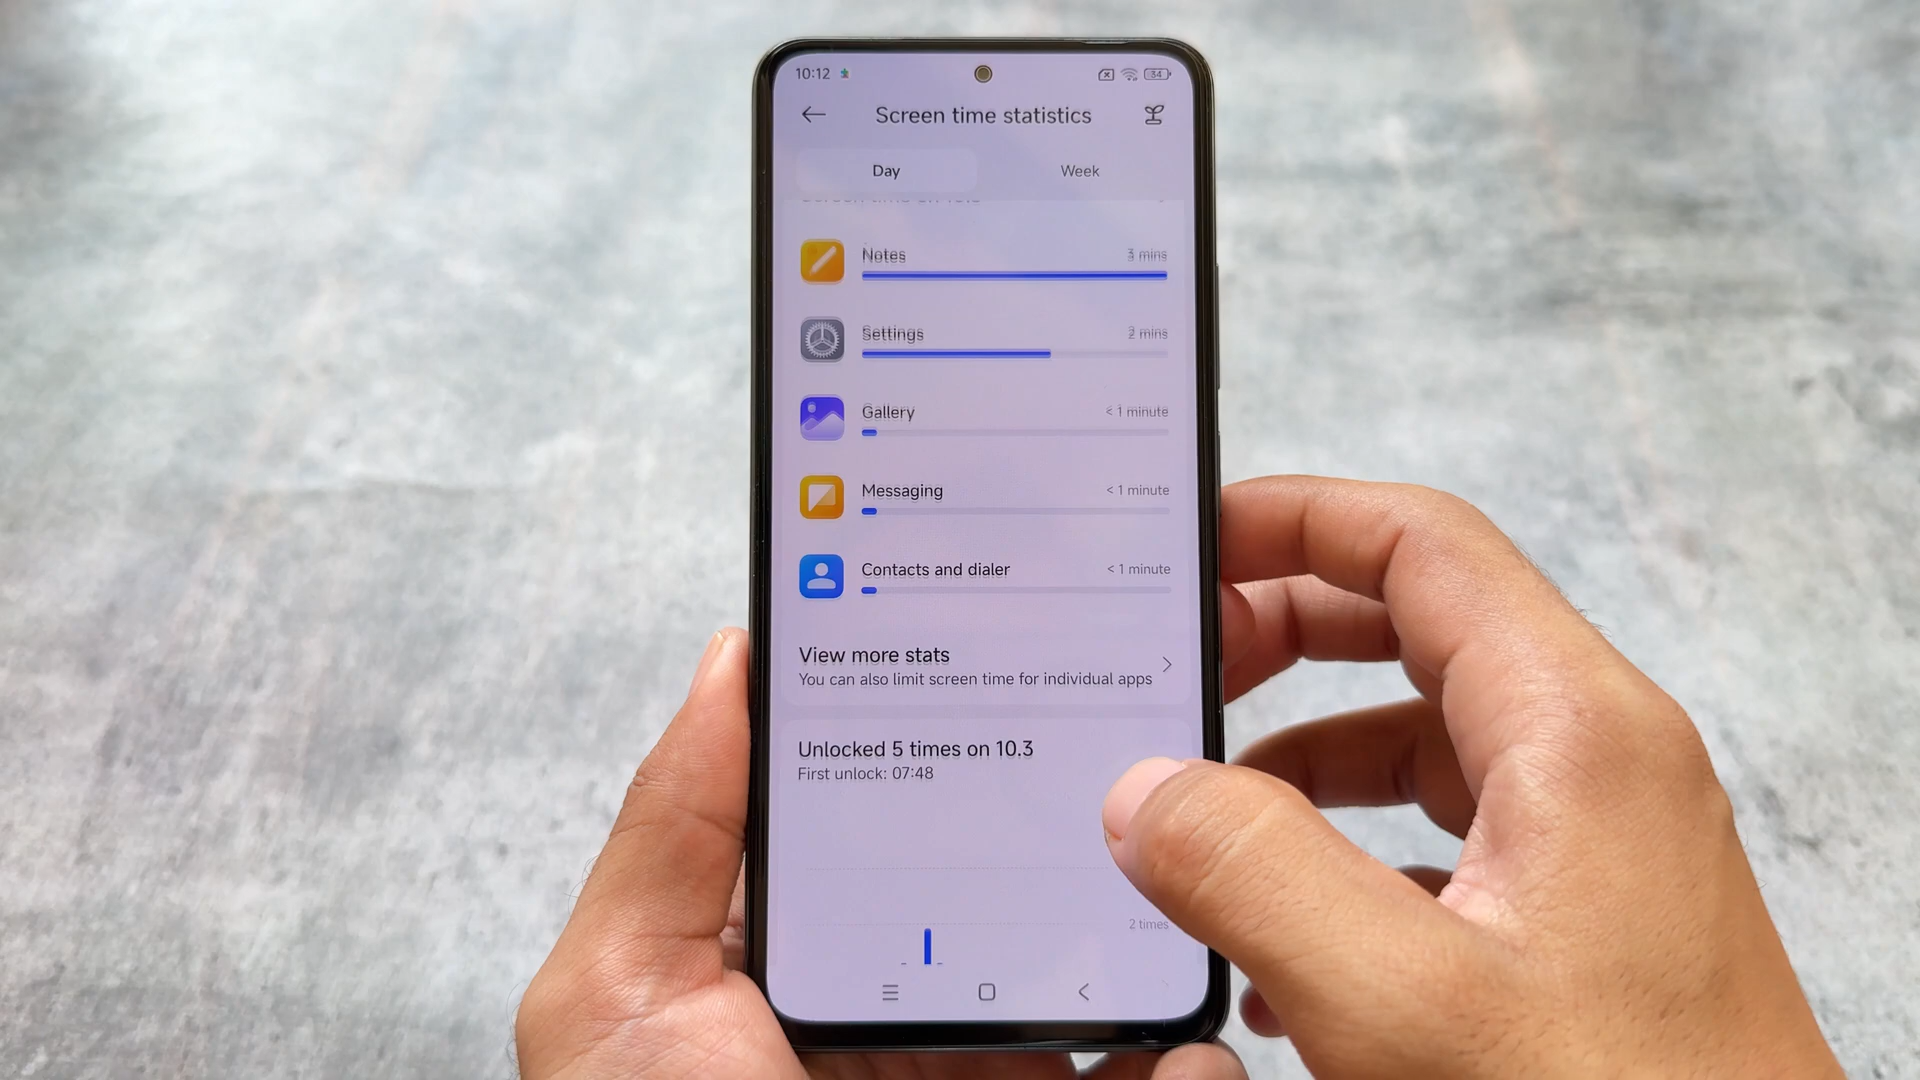 10:12
34
Screen time statistics
Day
Week
Notes
3 mins
Settings
2 mins
Gallery
< 1 minute
Messaging
< 1 minute
Contacts and dialer
< 1 minute
View more stats
You can also limit screen time for individual apps
Unlocked 5 times on 10.3
First unlock: 07:48
2 times